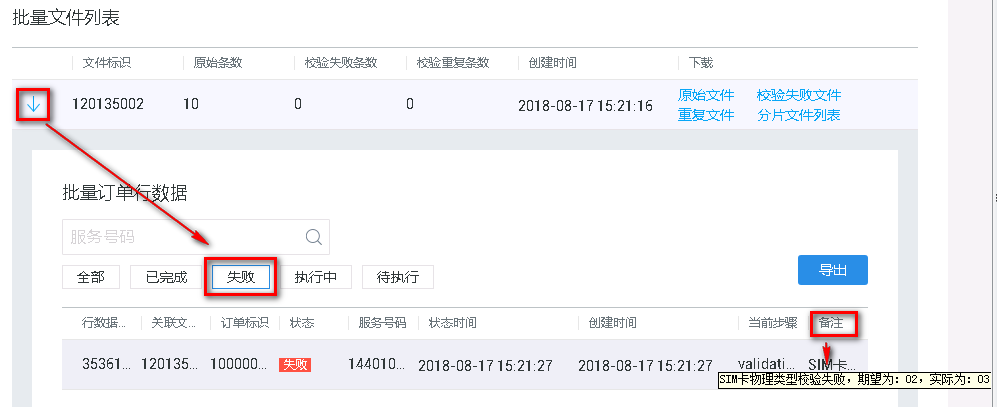 批量文件列表
文件标识 原始条数 校验失败条数 校验重复条数 创建时间 下载
120135002 10 0 0 2018-08-17 15:21:16 原始文件 校验失败文件
重复文件 分片文件列表
批量订单行数据
服务号码
全部 已完成 失败 执行中 待执行 导出
行数据... 关联文... 订单标识 状态 服务号码 状态时间 创建时间 当前步骤 备注
35361... 120135... 100000... 失败 144010... 2018-08-17 15:21:27 2018-08-17 15:21:27 validati... SIM卡...
SIM卡物理类型校验失败，期望为：02，实际为：03